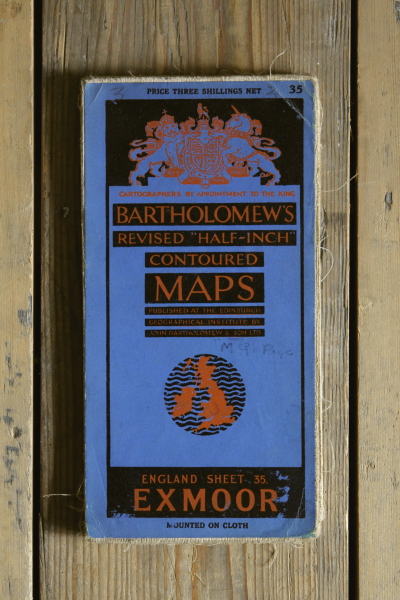 PRICE THREE SHILLINGS NET
35
CARTOGRAPHERS BY APPOINTMENT TO THE KING
BARTHOLOMEW'S
REVISED "HALF-INCH"
CONTOURED
MAPS
PUBLISHED AT THE EDINBURGH
GEOGRAPHICAL INSTITUTE BY
JOHN BARTHOLOMEW & SON LTD
ENGLAND SHEET 35.
EXMOOR
MOUNTED ON CLOTH